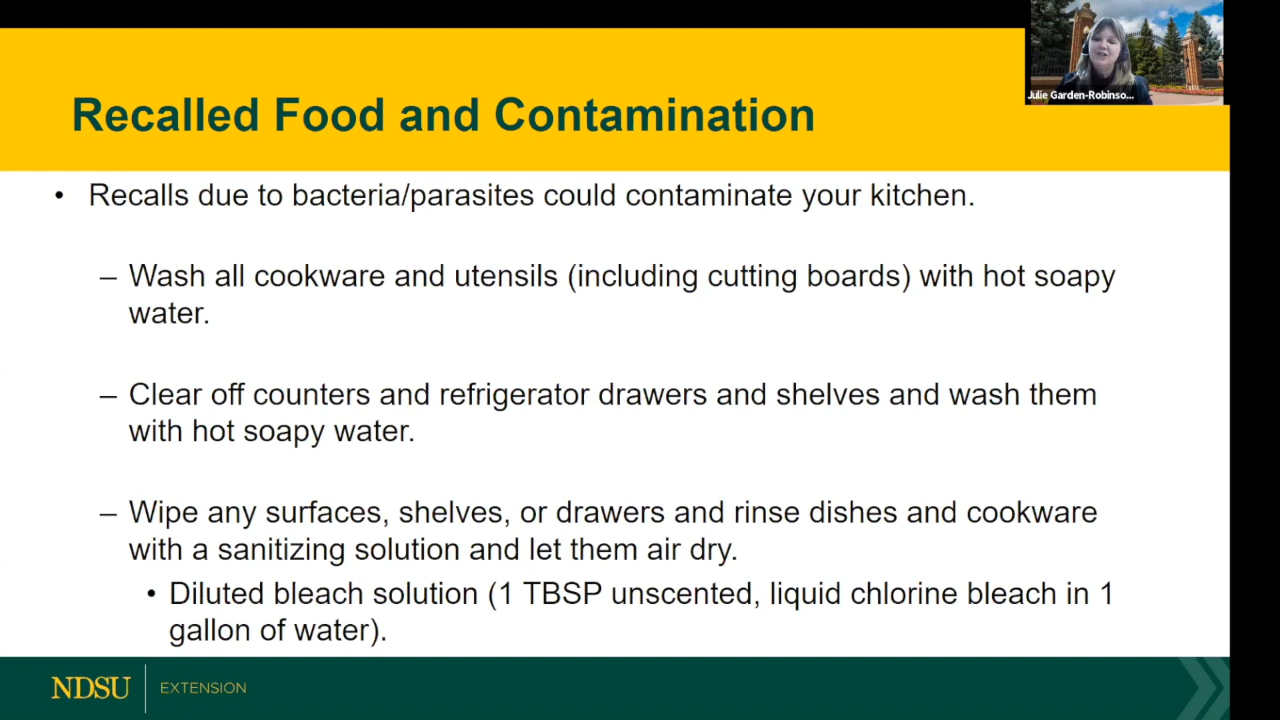 Julie Garden-Robinso...
Recalled Food and Contamination
• Recalls due to bacteria/parasites could contaminate your kitchen.
– Wash all cookware and utensils (including cutting boards) with hot soapy
water.
– Clear off counters and refrigerator drawers and shelves and wash them
with hot soapy water.
– Wipe any surfaces, shelves, or drawers and rinse dishes and cookware
with a sanitizing solution and let them air dry.
• Diluted bleach solution (1 TBSP unscented, liquid chlorine bleach in 1
gallon of water).
NDSU EXTENSION